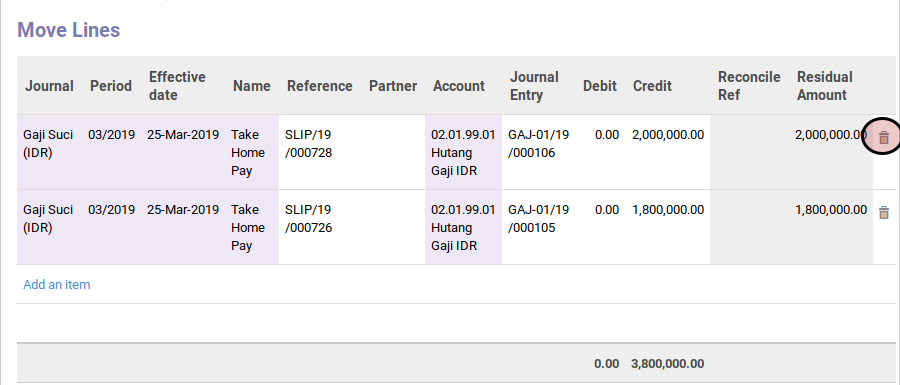 Move Lines
Journal Period Effective date Name Reference Partner Account Journal Entry Debit Credit Reconcile Ref Residual Amount
Gaji Suci (IDR) 03/2019 25-Mar-2019 Take Home Pay SLIP/19/000728 02.01.99.01 Hutang Gaji IDR GAJ-01/19/000106 0.00 2,000,000.00 2,000,000.00
Gaji Suci (IDR) 03/2019 25-Mar-2019 Take Home Pay SLIP/19/000726 02.01.99.01 Hutang Gaji IDR GAJ-01/19/000105 0.00 1,800,000.00 1,800,000.00
Add an item
0.00 3,800,000.00